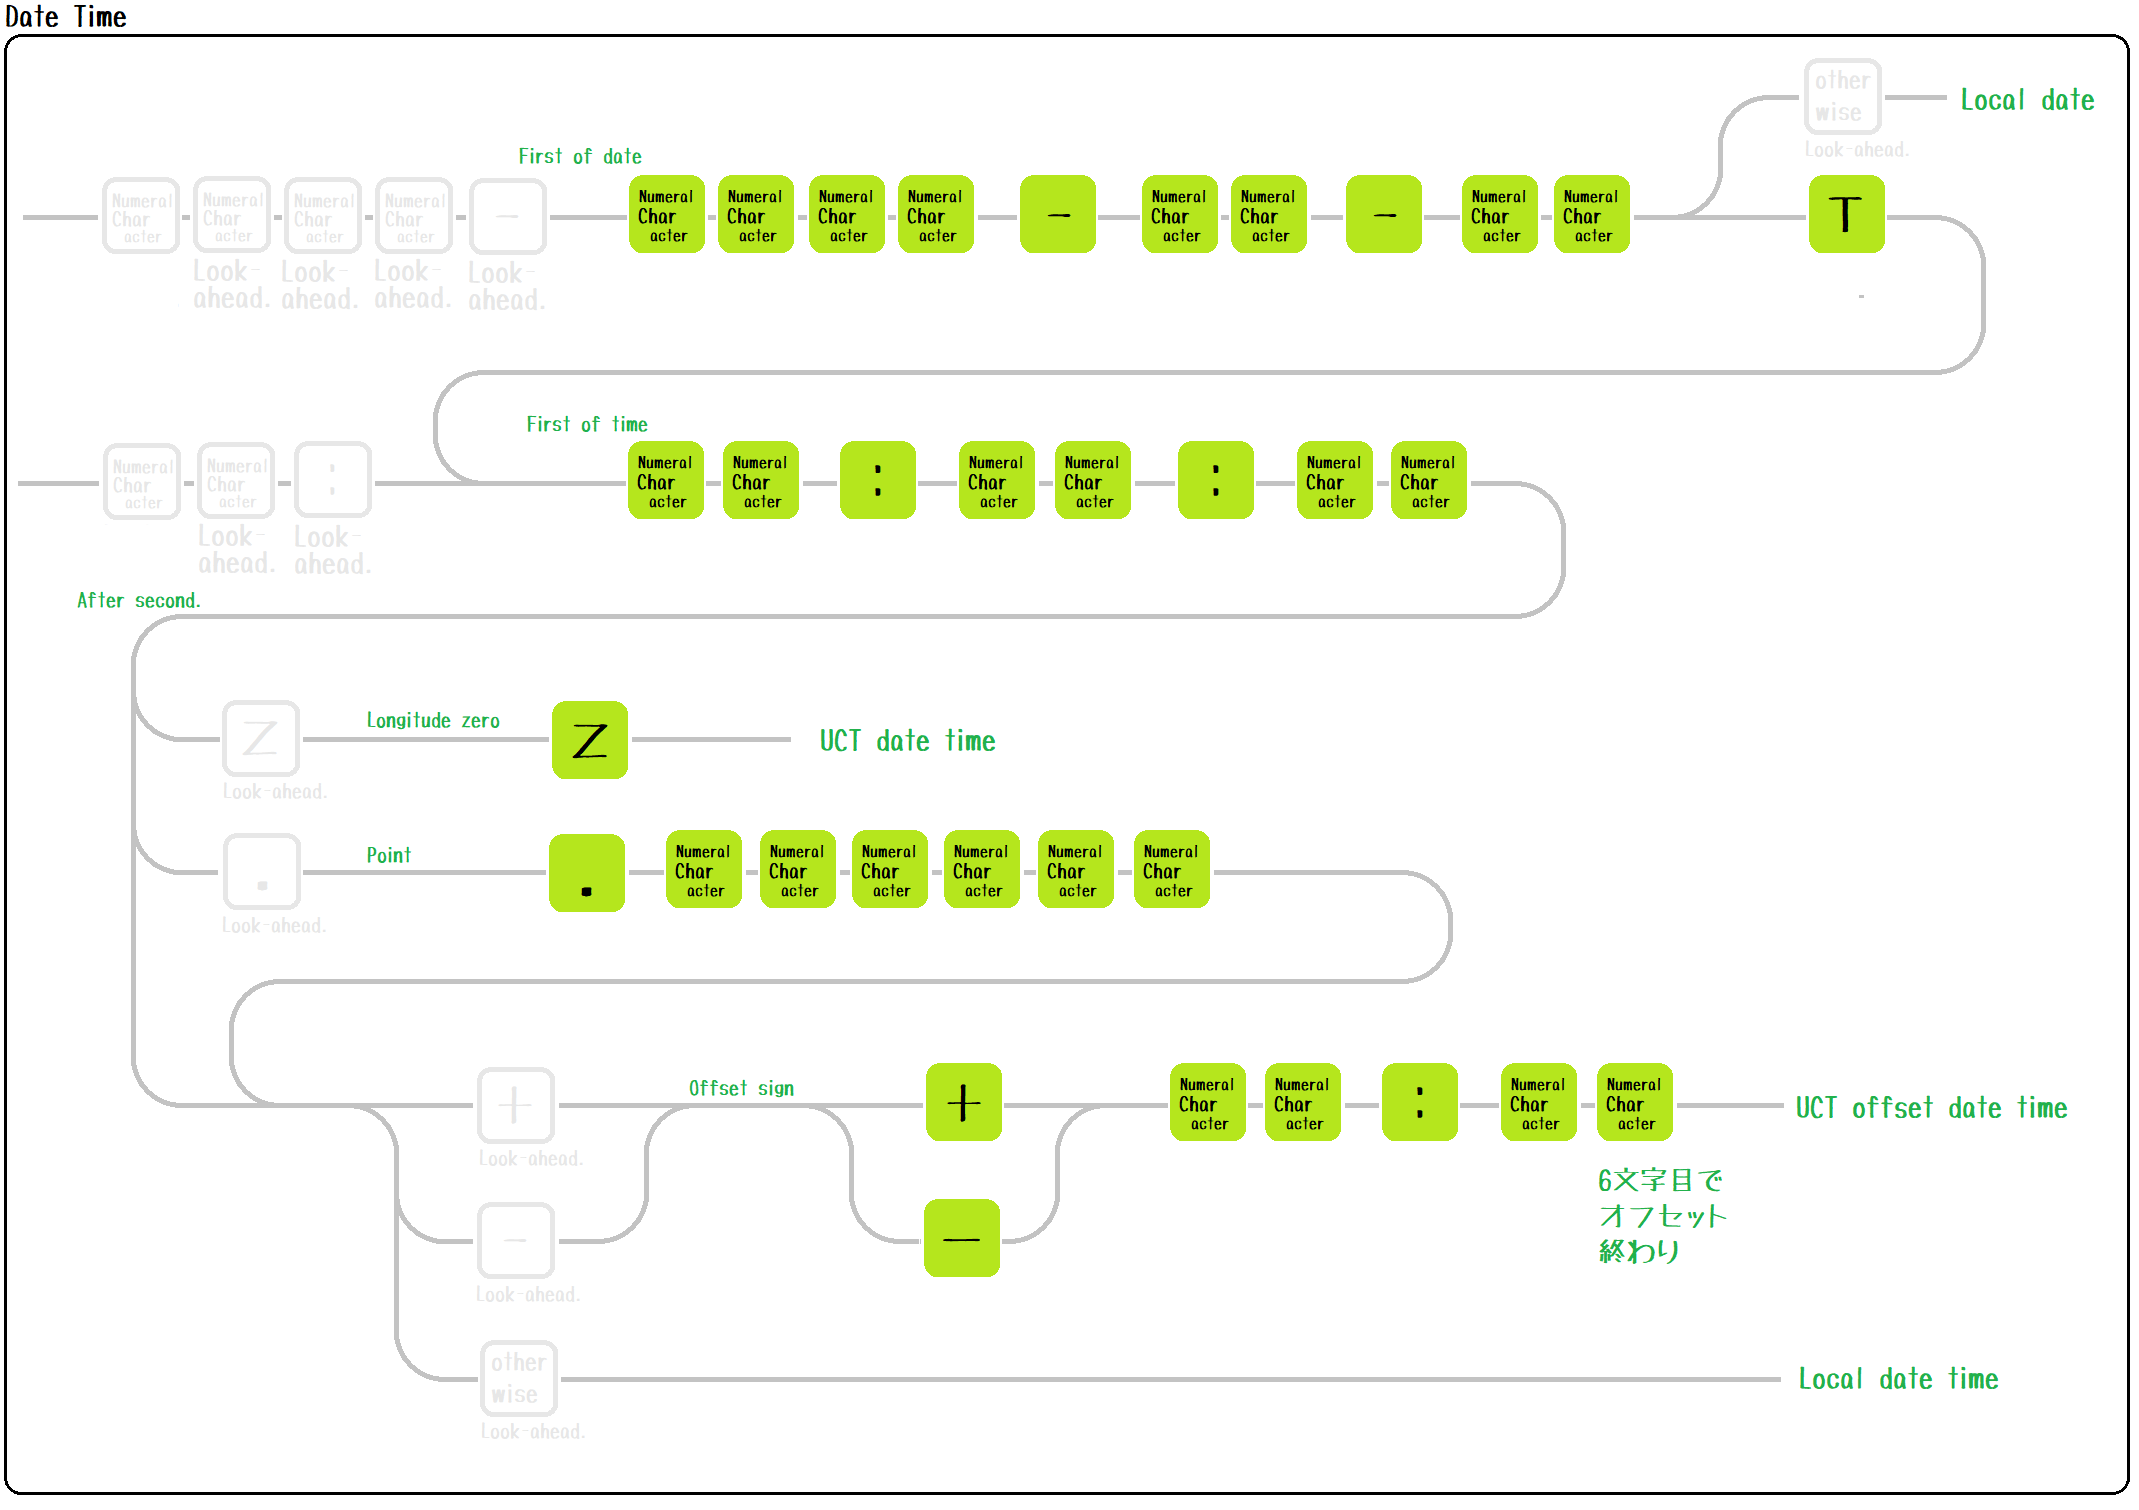 Date Time
other
wise
Look-ahead.
Local date
First of date
Numeral
Char
acter
Numeral
Char
acter
Look-
ahead.
Numeral
Char
acter
Look-
ahead.
Numeral
Char
acter
Look-
ahead.
-
Look-
ahead.
Numeral
Char
acter
Numeral
Char
acter
Numeral
Char
acter
Numeral
Char
acter
-
Numeral
Char
acter
Numeral
Char
acter
-
Numeral
Char
acter
Numeral
Char
acter
T
First of time
Numeral
Char
acter
Numeral
Char
acter
Look-
ahead.
:
Look-
ahead.
Numeral
Char
acter
Numeral
Char
acter
:
Numeral
Char
acter
Numeral
Char
acter
:
Numeral
Char
acter
Numeral
Char
acter
After second.
Z
Look-ahead.
Longitude zero
Z
UCT date time
.
Look-ahead.
Point
.
Numeral
Char
acter
Numeral
Char
acter
Numeral
Char
acter
Numeral
Char
acter
Numeral
Char
acter
Numeral
Char
acter
+
Look-ahead.
Offset sign
+
Numeral
Char
acter
Numeral
Char
acter
:
Numeral
Char
acter
Numeral
Char
acter
UCT offset date time
6文字目で
オフセット
終わり
-
Look-ahead.
-
other
wise
Look-ahead.
Local date time